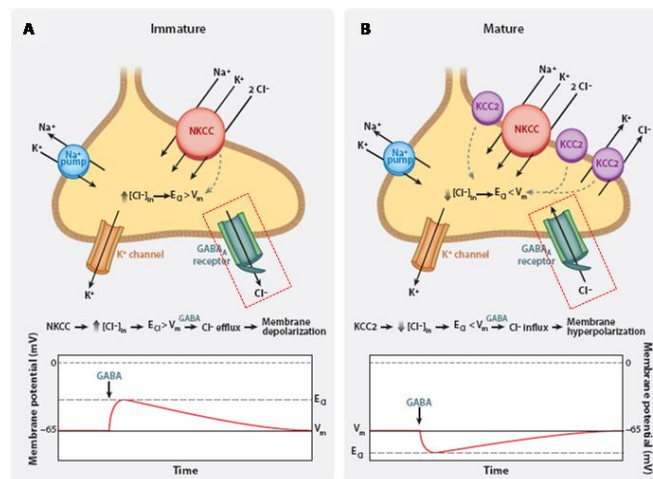 A
Immature
Na⁺
K⁺
2 Cl⁻
NKCC
Na⁺
K⁺
Na⁺
pump
⇑[Cl⁻]in → ECl > Vm
K⁺ channel
GABAA
receptor
K⁺
Cl⁻
NKCC → ⇑ [Cl⁻]in → ECl > Vm GABA → Cl⁻ efflux → Membrane
depolarization
Membrane potential (mV)
0
GABA
ECl
-65
Vm
Time
B
Mature
Na⁺
K⁺
2 Cl⁻
KCC2
NKCC
KCC2
KCC2
K⁺
Cl⁻
Na⁺
K⁺
Na⁺
pump
⇓[Cl⁻]in → ECl < Vm
K⁺ channel
GABAA
receptor
K⁺
Cl⁻
KCC2 → ⇓ [Cl⁻]in → ECl < Vm GABA → Cl⁻ influx → Membrane
hyperpolarization
0
GABA
Vm
-65
ECl
Membrane potential (mV)
Time